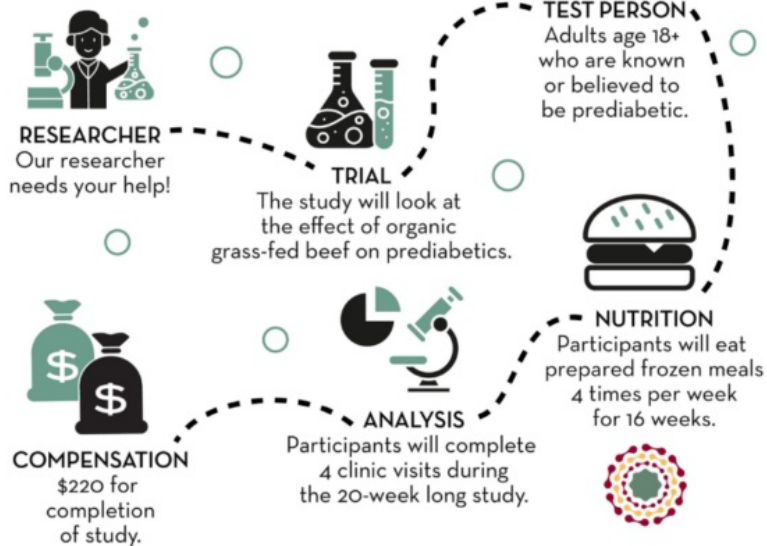 RESEARCHER
Our researcher
needs your help!
TRIAL
The study will look at
the effect of organic
grass-fed beef on prediabetics.
TEST PERSON
Adults age 18+
who are known
or believed to
be prediabetic.
NUTRITION
Participants will eat
prepared frozen meals
4 times per week
for 16 weeks.
ANALYSIS
Participants will complete
4 clinic visits during
the 20-week long study.
$
$
COMPENSATION
$220 for
completion
of study.